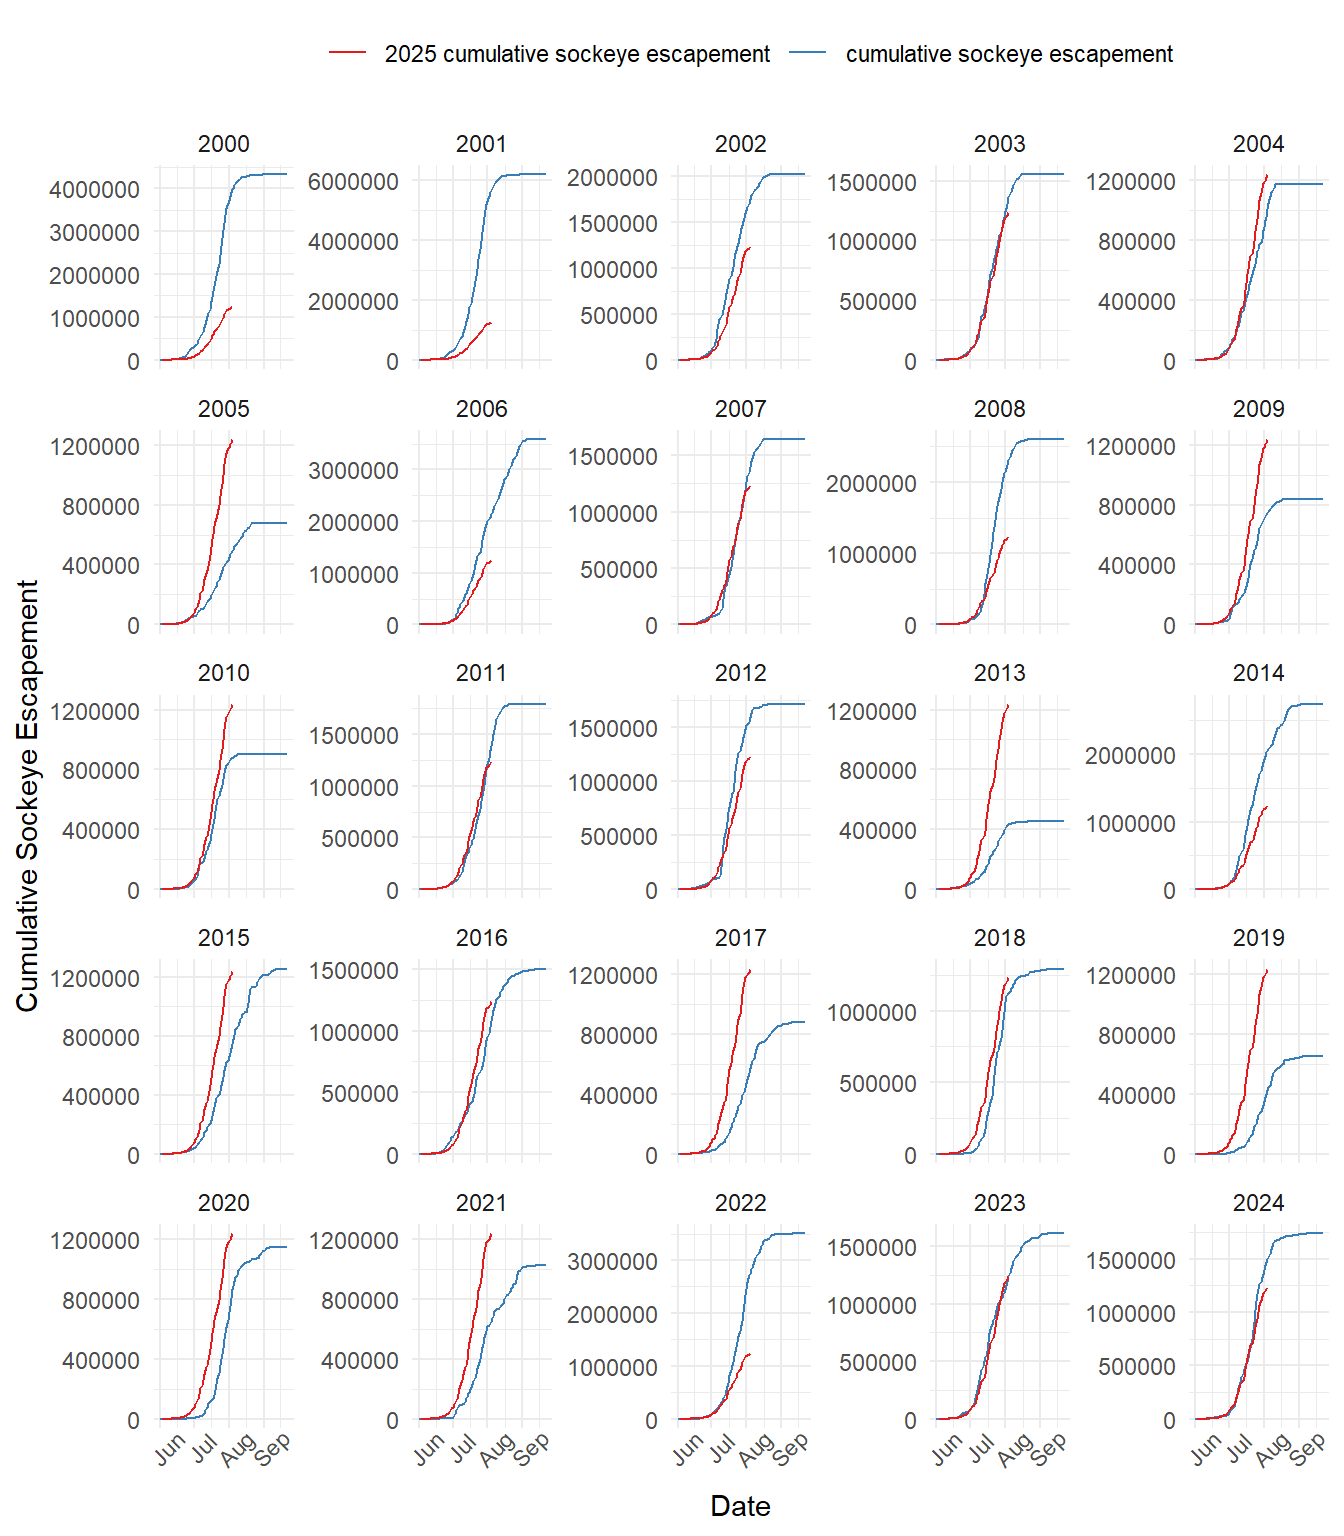 2025 cumulative sockeye escapement cumulative sockeye escapement
2000 2001 2002 2003 2004
4000000 3000000 2000000 1000000 0
6000000 4000000 2000000 0
2000000 1500000 1000000 500000 0
1500000 1000000 500000 0
1200000 800000 400000 0
2005 2006 2007 2008 2009
1200000 800000 400000 0
3000000 2000000 1000000 0
1500000 1000000 500000 0
2000000 1000000 0
1200000 800000 400000 0
2010 2011 2012 2013 2014
1200000 800000 400000 0
1500000 1000000 500000 0
1500000 1000000 500000 0
1200000 800000 400000 0
2000000 1000000 0
2015 2016 2017 2018 2019
1200000 800000 400000 0
1500000 1000000 500000 0
1200000 800000 400000 0
1000000 500000 0
1200000 800000 400000 0
2020 2021 2022 2023 2024
1200000 800000 400000 0
1200000 800000 400000 0
3000000 2000000 1000000 0
1500000 1000000 500000 0
1500000 1000000 500000 0
Jun Jul Aug Sep Jun Jul Aug Sep Jun Jul Aug Sep Jun Jul Aug Sep Jun Jul Aug Sep
Date
Cumulative Sockeye Escapement